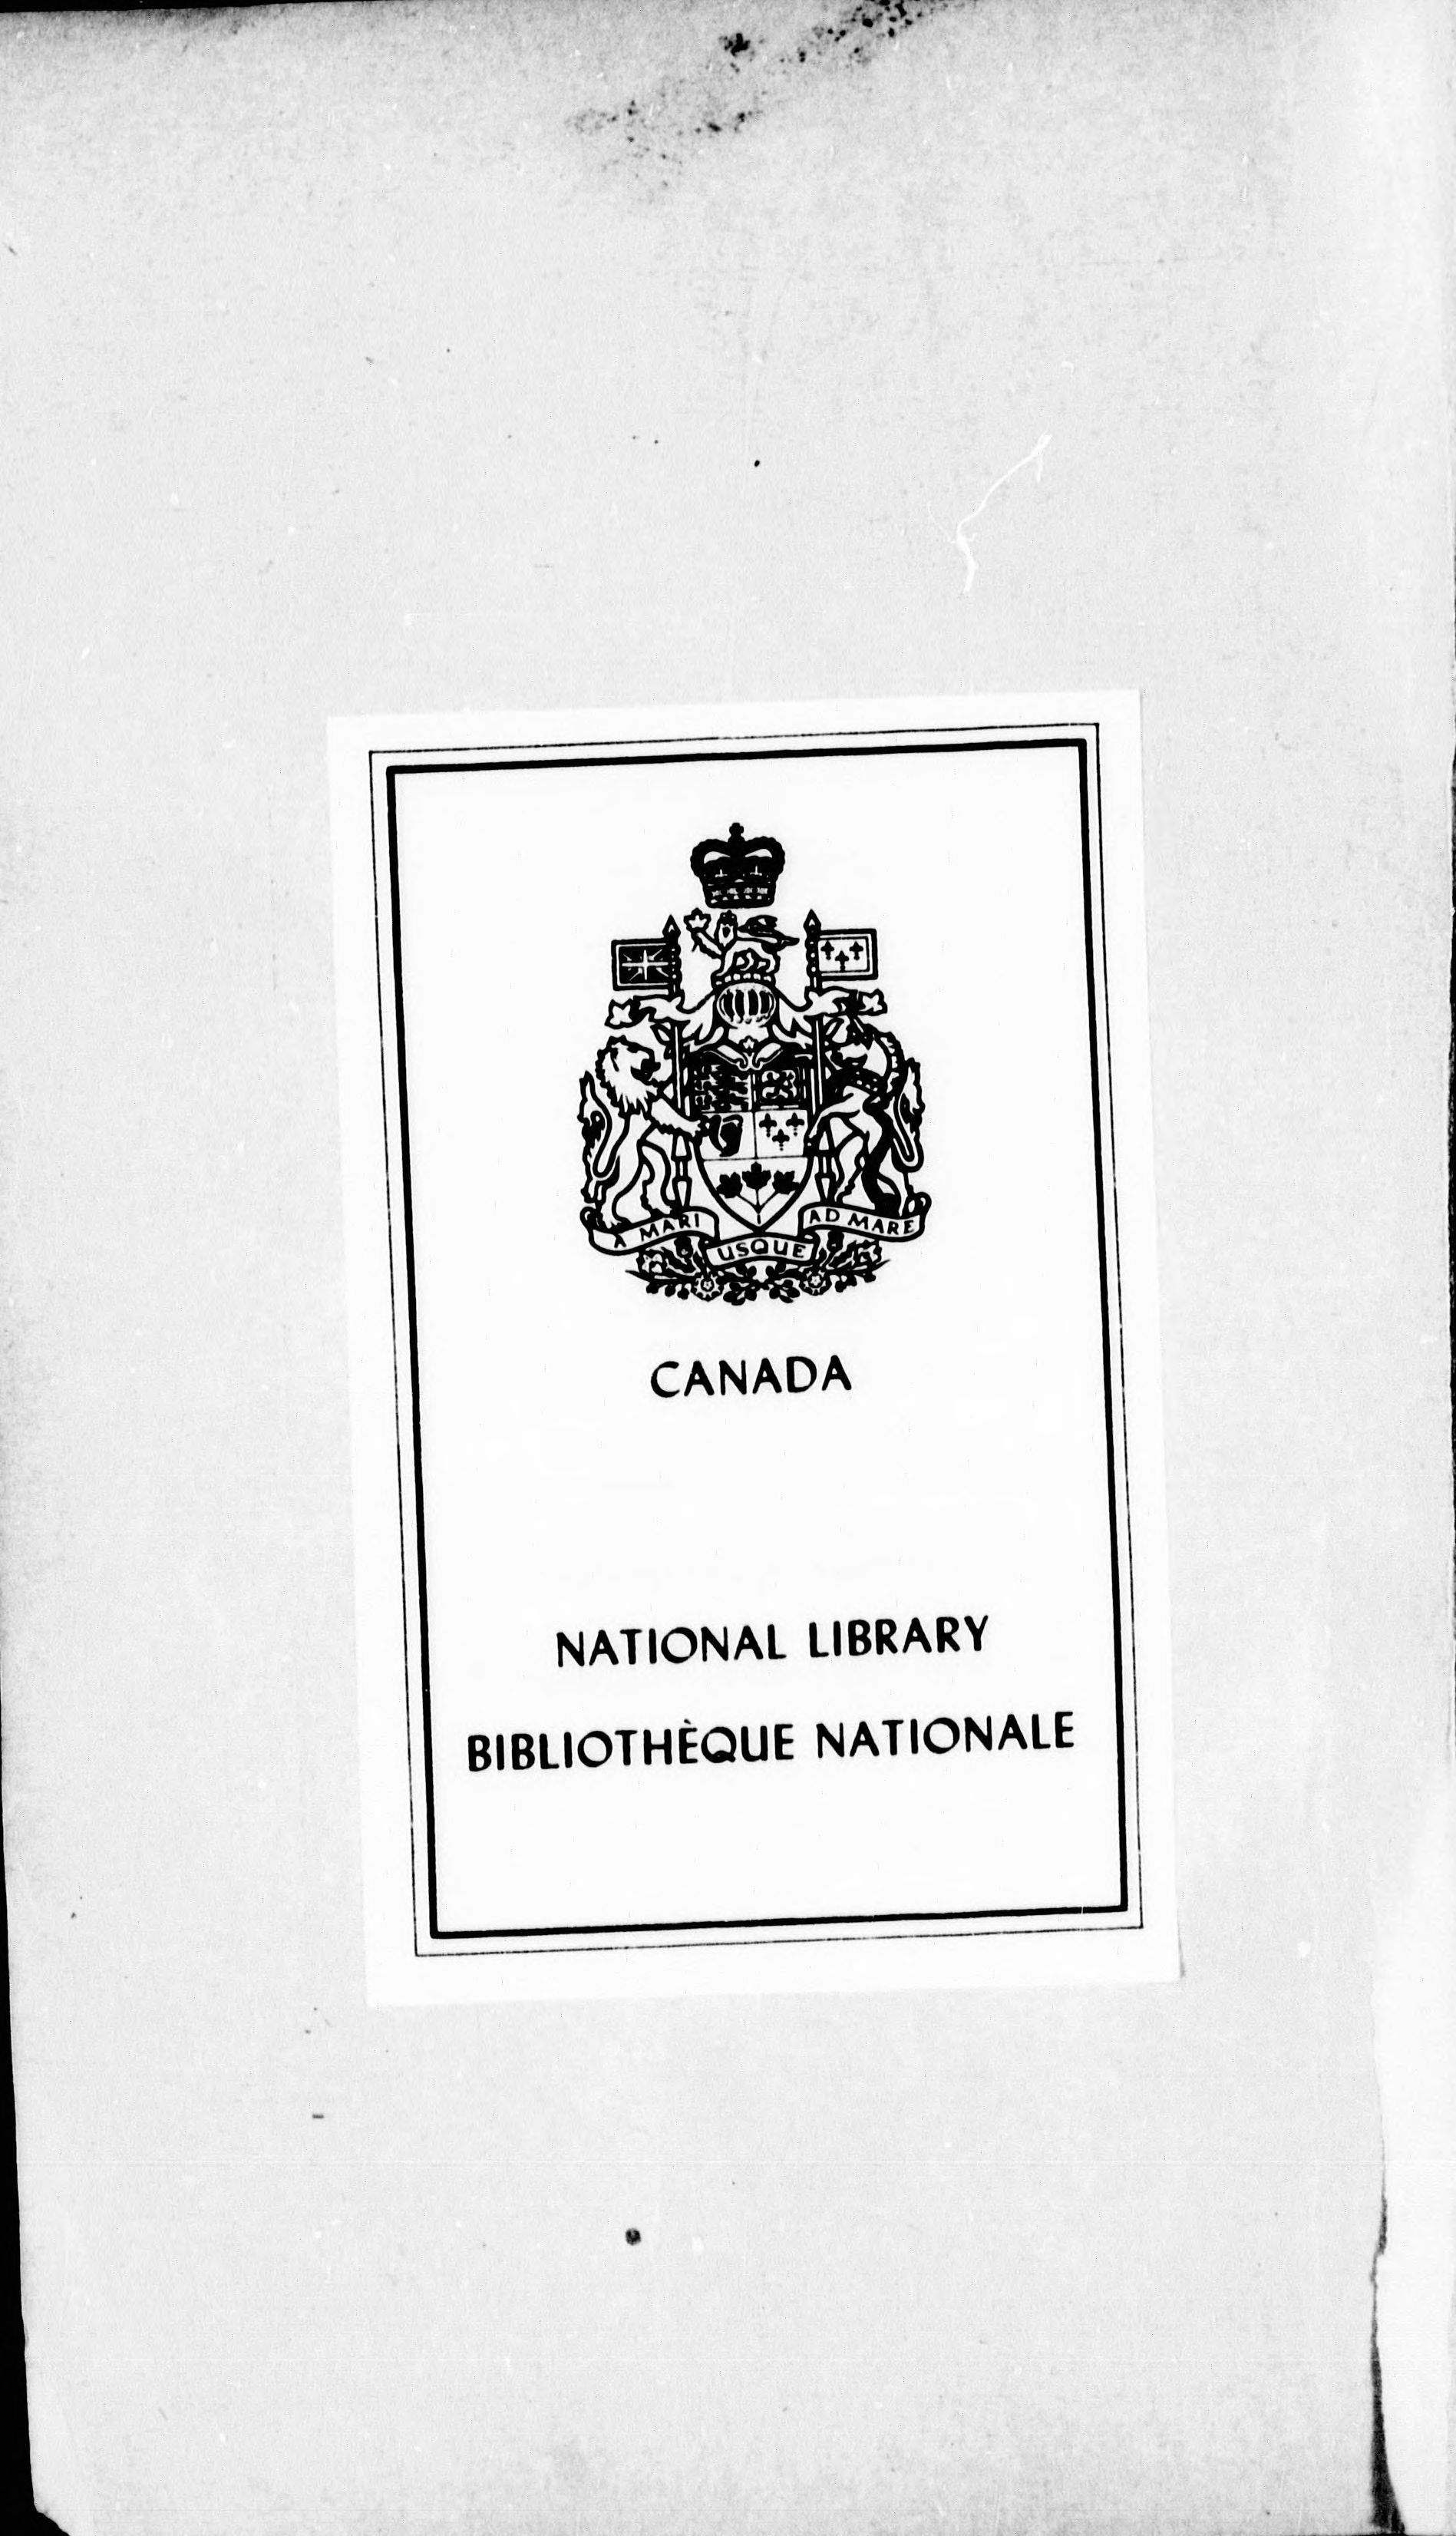 A MARI USQUE AD MARE
CANADA
NATIONAL LIBRARY
BIBLIOTHÈQUE NATIONALE